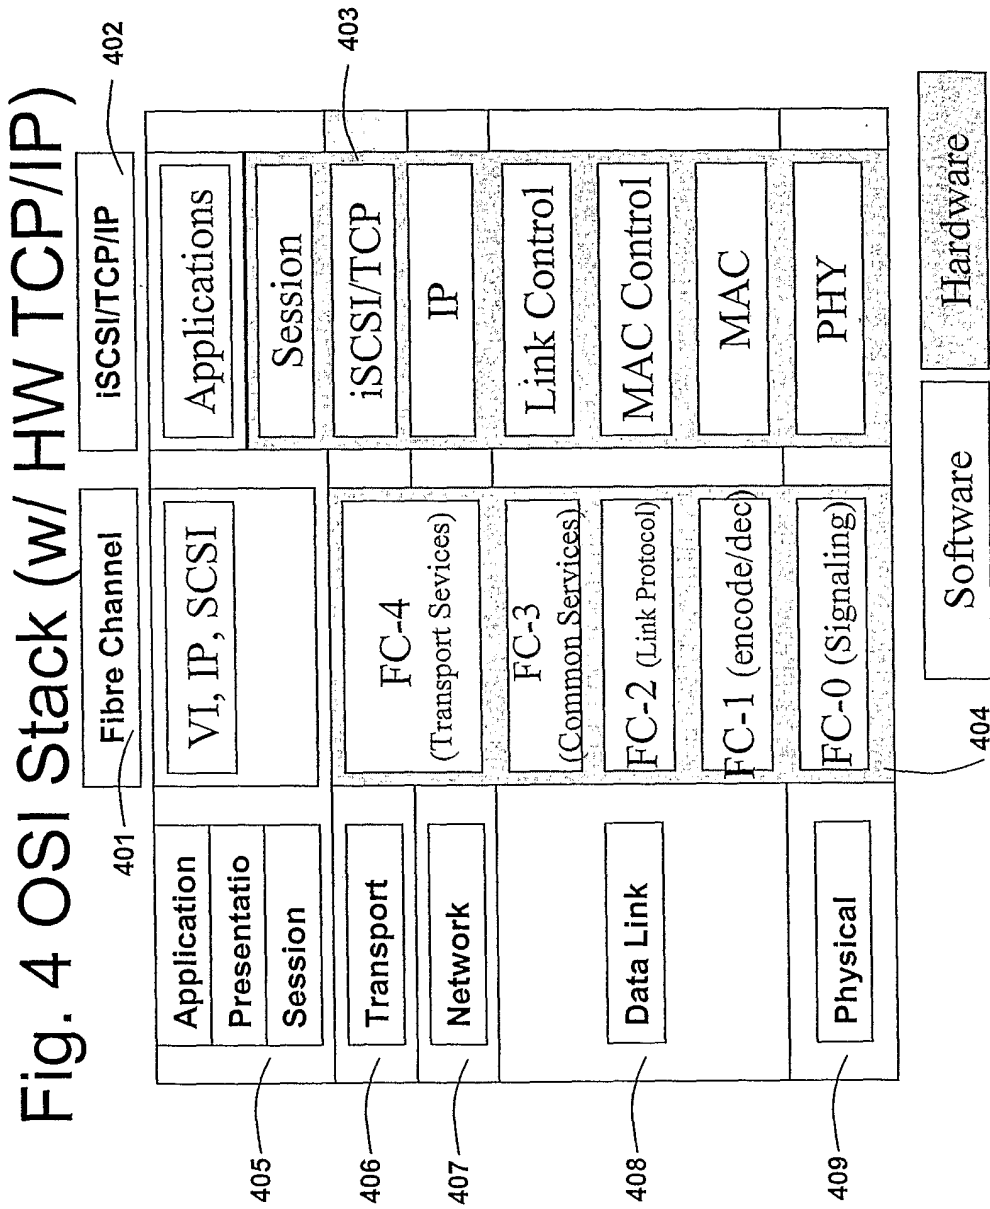 Fig. 4 OSI Stack (w/ HW TCP/IP)
401
Fibre Channel
iSCSI/TCP/IP
402
405
Application
Presentatio
Session
VI, IP, SCSI
Applications
Session
406
Transport
FC-4
(Transport Sevices)
iSCSI/TCP
403
407
Network
IP
408
Data Link
FC-3
(Common Services)
Link Control
FC-2 (Link Protocol)
MAC Control
FC-1 (encode/dec)
MAC
409
Physical
FC-0 (Signaling)
PHY
404
Software
Hardware